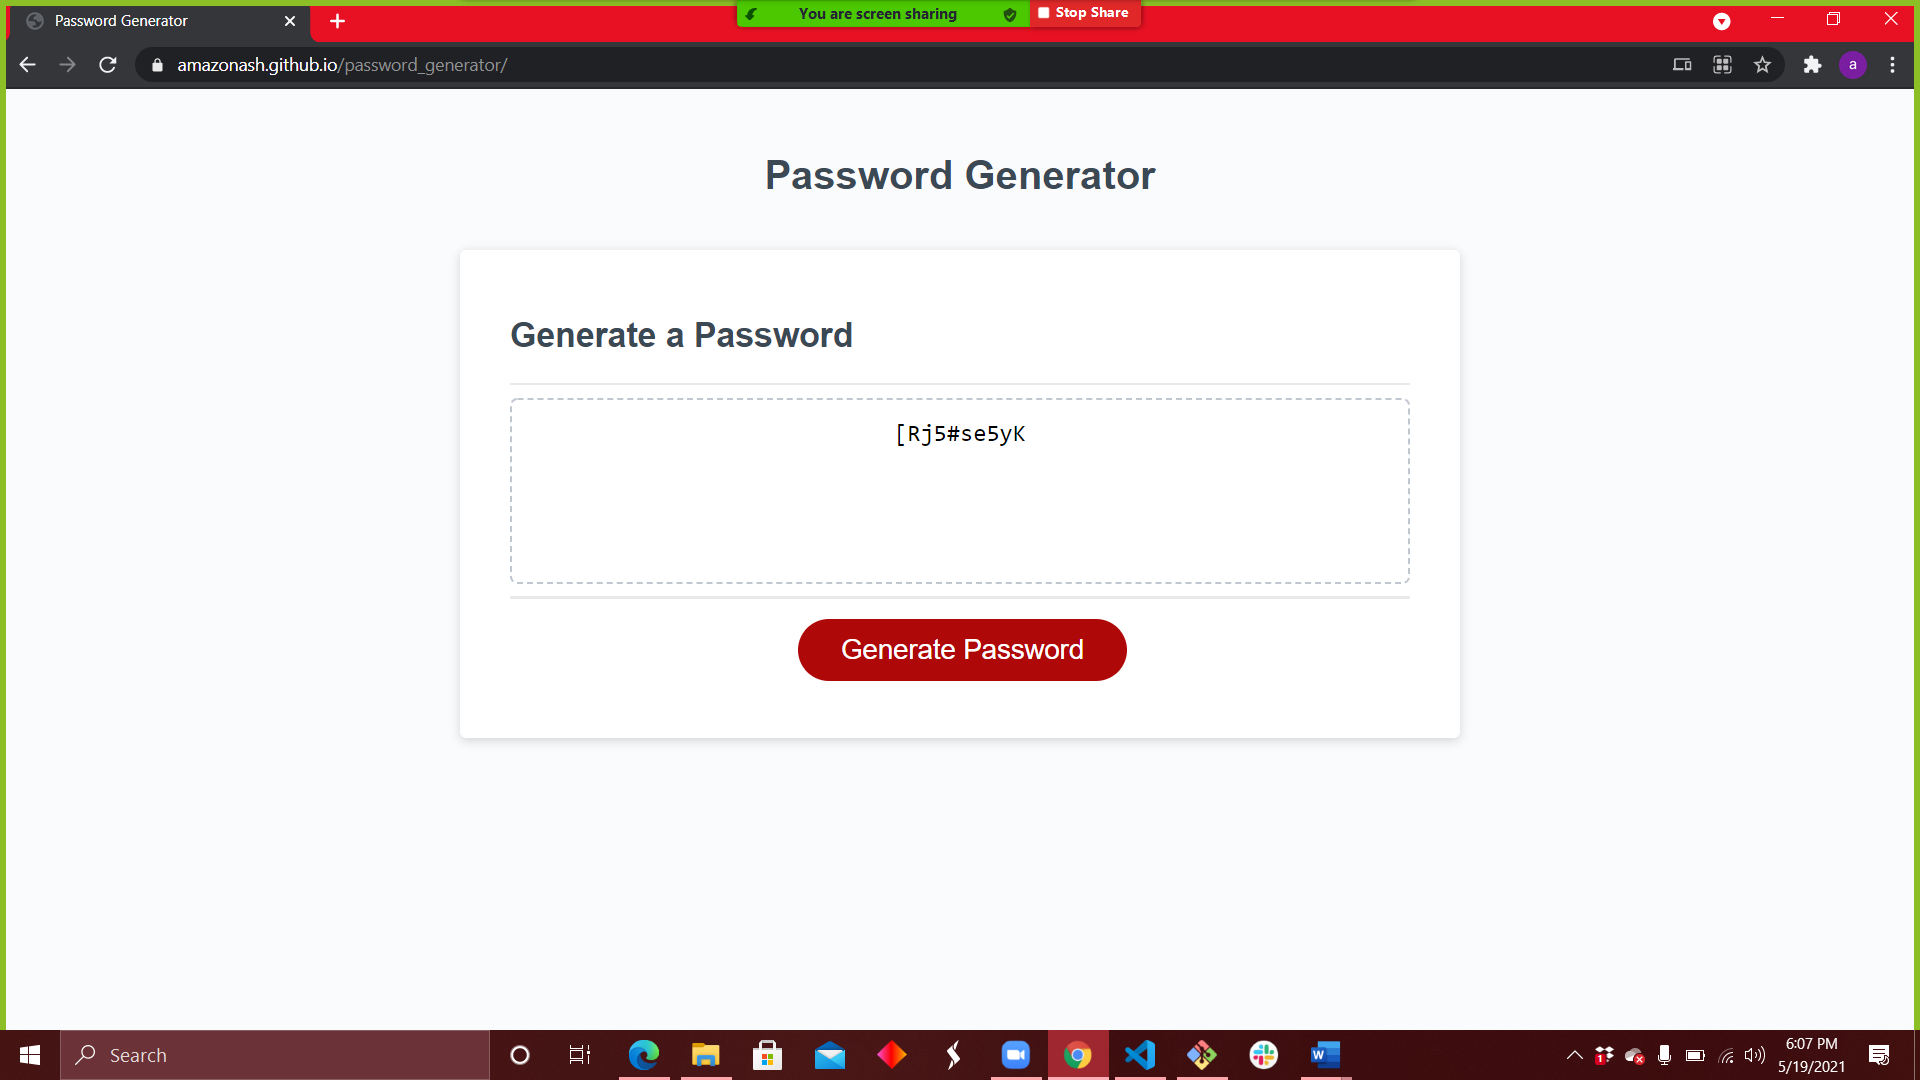 Password Generator
You are screen sharing
Stop Share
amazonash.github.io/password_generator/
a
Password Generator
Generate a Password
[Rj5#se5yK
Generate Password
Search
W
1
6:07 PM
5/19/2021